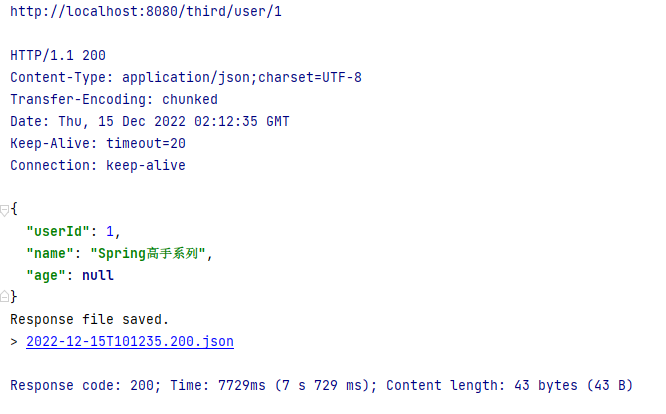 http://localhost:8080/third/user/1
HTTP/1.1 200
Content-Type: application/json;charset=UTF-8
Transfer-Encoding: chunked
Date: Thu, 15 Dec 2022 02:12:35 GMT
Keep-Alive: timeout=20
Connection: keep-alive
{
  "userId": 1,
  "name": "Spring高手系列",
  "age": null
}
Response file saved.
> 2022-12-15T101235.200.json
Response code: 200; Time: 7729ms (7 s 729 ms); Content length: 43 bytes (43 B)